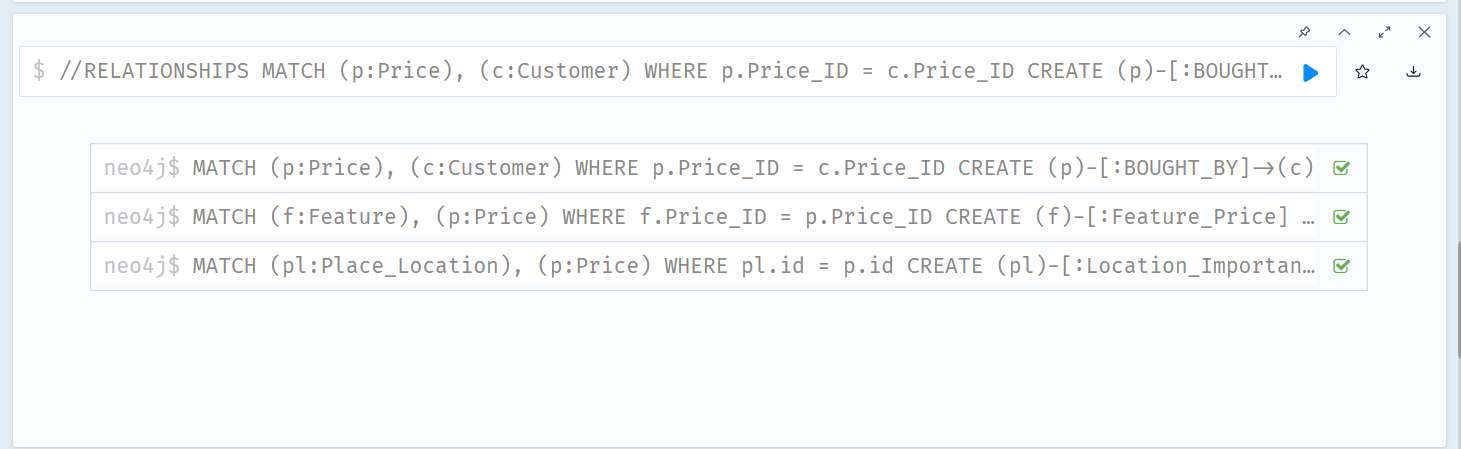 $ //RELATIONSHIPS MATCH (p:Price), (c:Customer) WHERE p.Price_ID = c.Price_ID CREATE (p)-[:BOUGHT…
neo4j$ MATCH (p:Price), (c:Customer) WHERE p.Price_ID = c.Price_ID CREATE (p)-[:BOUGHT_BY]→(c)
neo4j$ MATCH (f:Feature), (p:Price) WHERE f.Price_ID = p.Price_ID CREATE (f)-[:Feature_Price] …
neo4j$ MATCH (pl:Place_Location), (p:Price) WHERE pl.id = p.id CREATE (pl)-[:Location_Importan…